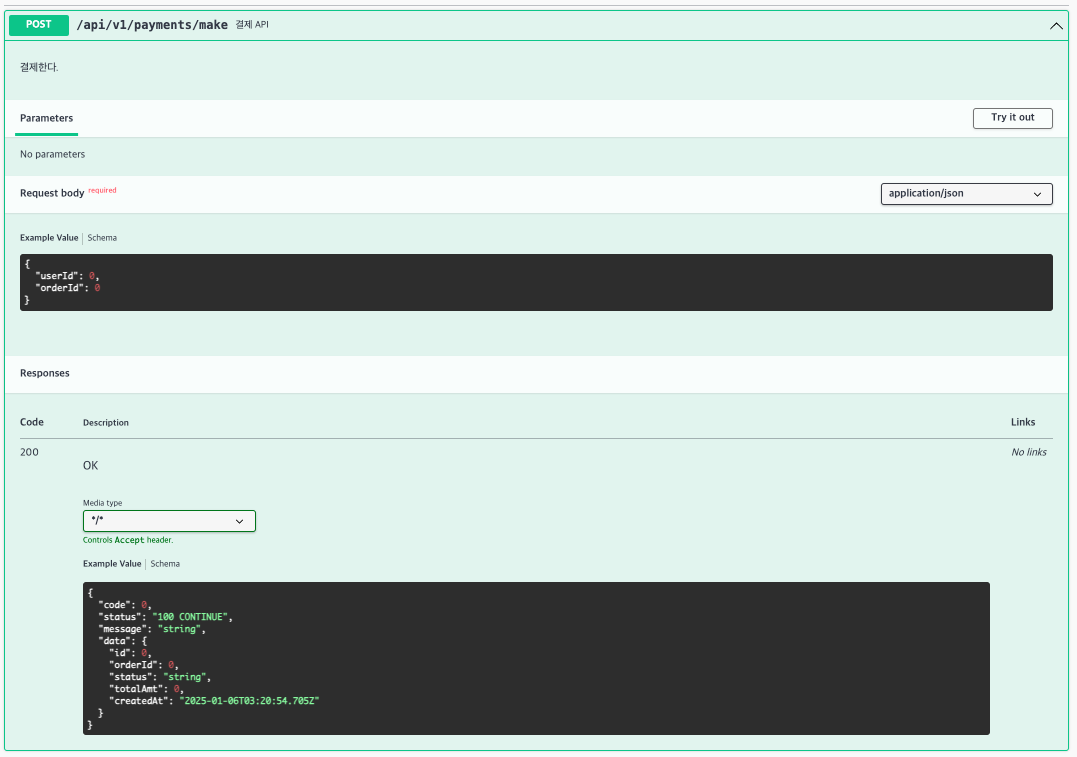 POST /api/v1/payments/make 결제 API
결제한다.
Parameters
Try it out
No parameters
Request body required
application/json
Example Value | Schema
{
  "userId": 0,
  "orderId": 0
}
Responses
Code Description Links
200 OK No links
Media type
*/*
Controls Accept header.
Example Value | Schema
{
  "code": 0,
  "status": "100 CONTINUE",
  "message": "string",
  "data": {
    "id": 0,
    "orderId": 0,
    "status": "string",
    "totalAmt": 0,
    "createdAt": "2025-01-06T03:20:54.705Z"
  }
}